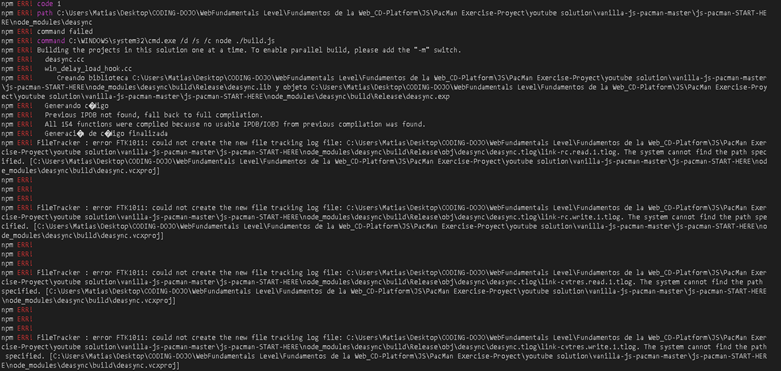 npm ERR! code 1
npm ERR! path C:\Users\Matias\Desktop\CODING-DOJO\WebFundamentals Level\Fundamentos de la Web_CD-Platform\JS\PacMan Exercise-Proyect\youtube solution\vanilla-js-pacman-master\js-pacman-START-HE
RE\node_modules\deasync
npm ERR! command failed
npm ERR! command C:\WINDOWS\system32\cmd.exe /d /s /c node ./build.js
npm ERR! Building the projects in this solution one at a time. To enable parallel build, please add the "-m" switch.
npm ERR!   deasync.cc
npm ERR!   win_delay_load_hook.cc
npm ERR!      Creando biblioteca C:\Users\Matias\Desktop\CODING-DOJO\WebFundamentals Level\Fundamentos de la Web_CD-Platform\JS\PacMan Exercise-Proyect\youtube solution\vanilla-js-pacman-master
\js-pacman-START-HERE\node_modules\deasync\build\Release\deasync.lib y objeto C:\Users\Matias\Desktop\CODING-DOJO\WebFundamentals Level\Fundamentos de la Web_CD-Platform\JS\PacMan Exercise-Proy
ect\youtube solution\vanilla-js-pacman-master\js-pacman-START-HERE\node_modules\deasync\build\Release\deasync.exp
npm ERR!   Generando c�digo
npm ERR!   Previous IPDB not found, fall back to full compilation.
npm ERR!   All 154 functions were compiled because no usable IPDB/IOBJ from previous compilation was found.
npm ERR!   Generaci� de c�digo finalizada
npm ERR! FileTracker : error FTK1011: could not create the new file tracking log file: C:\Users\Matias\Desktop\CODING-DOJO\WebFundamentals Level\Fundamentos de la Web_CD-Platform\JS\PacMan Exer
cise-Proyect\youtube solution\vanilla-js-pacman-master\js-pacman-START-HERE\node_modules\deasync\build\Release\obj\deasync\deasync.tlog\link-rc.read.1.tlog. The system cannot find the path spec
ified. [C:\Users\Matias\Desktop\CODING-DOJO\WebFundamentals Level\Fundamentos de la Web_CD-Platform\JS\PacMan Exercise-Proyect\youtube solution\vanilla-js-pacman-master\js-pacman-START-HERE\nod
e_modules\deasync\build\deasync.vcxproj]
npm ERR!
npm ERR!
npm ERR!
npm ERR! FileTracker : error FTK1011: could not create the new file tracking log file: C:\Users\Matias\Desktop\CODING-DOJO\WebFundamentals Level\Fundamentos de la Web_CD-Platform\JS\PacMan Exer
cise-Proyect\youtube solution\vanilla-js-pacman-master\js-pacman-START-HERE\node_modules\deasync\build\Release\obj\deasync\deasync.tlog\link-rc.write.1.tlog. The system cannot find the path spe
cified. [C:\Users\Matias\Desktop\CODING-DOJO\WebFundamentals Level\Fundamentos de la Web_CD-Platform\JS\PacMan Exercise-Proyect\youtube solution\vanilla-js-pacman-master\js-pacman-START-HERE\no
de_modules\deasync\build\deasync.vcxproj]
npm ERR!
npm ERR!
npm ERR!
npm ERR! FileTracker : error FTK1011: could not create the new file tracking log file: C:\Users\Matias\Desktop\CODING-DOJO\WebFundamentals Level\Fundamentos de la Web_CD-Platform\JS\PacMan Exer
cise-Proyect\youtube solution\vanilla-js-pacman-master\js-pacman-START-HERE\node_modules\deasync\build\Release\obj\deasync\deasync.tlog\link-cvtres.read.1.tlog. The system cannot find the path
specified. [C:\Users\Matias\Desktop\CODING-DOJO\WebFundamentals Level\Fundamentos de la Web_CD-Platform\JS\PacMan Exercise-Proyect\youtube solution\vanilla-js-pacman-master\js-pacman-START-HERE
\node_modules\deasync\build\deasync.vcxproj]
npm ERR!
npm ERR!
npm ERR!
npm ERR! FileTracker : error FTK1011: could not create the new file tracking log file: C:\Users\Matias\Desktop\CODING-DOJO\WebFundamentals Level\Fundamentos de la Web_CD-Platform\JS\PacMan Exer
cise-Proyect\youtube solution\vanilla-js-pacman-master\js-pacman-START-HERE\node_modules\deasync\build\Release\obj\deasync\deasync.tlog\link-cvtres.write.1.tlog. The system cannot find the path
 specified. [C:\Users\Matias\Desktop\CODING-DOJO\WebFundamentals Level\Fundamentos de la Web_CD-Platform\JS\PacMan Exercise-Proyect\youtube solution\vanilla-js-pacman-master\js-pacman-START-HER
E\node_modules\deasync\build\deasync.vcxproj]